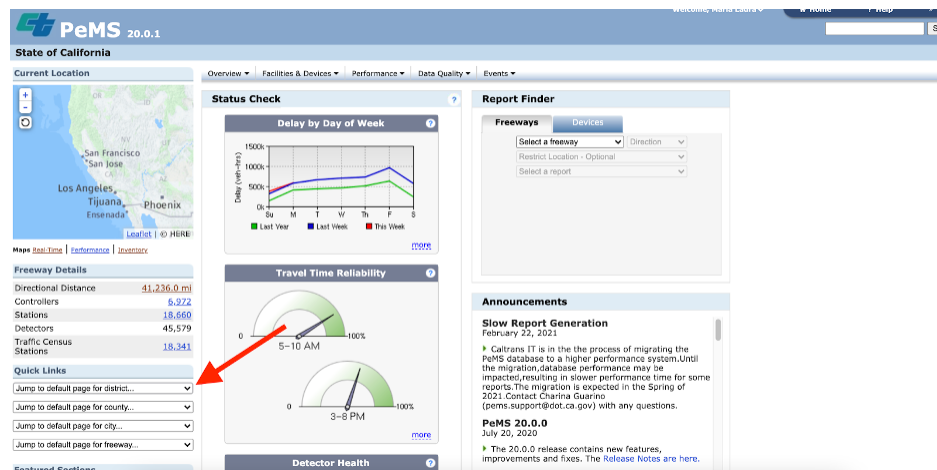 Welcome, Maria Laura
Home
? Help
PeMS 20.0.1
State of California
Current Location
+
-
OR
ID
NV
UT
CA
AZ
San Francisco
San Jose
Los Angeles
Tijuana
Ensenada
Phoenix
Leaflet | © HERE
Maps Real-Time | Performance | Inventory
Freeway Details
Directional Distance 41,236.0 mi
Controllers 6,972
Stations 18,660
Detectors 45,579
Traffic Census Stations 18,341
Quick Links
Jump to default page for district...
Jump to default page for county...
Jump to default page for city...
Jump to default page for freeway...
Featured Sections
Overview Facilities & Devices Performance Data Quality Events
Status Check ?
Delay by Day of Week ?
Delay (veh-hrs)
1500k
1000k
500k
0k
Su M T W Th F S
Last Year Last Week This Week
more
Travel Time Reliability ?
0 100%
5-10 AM
0 100%
3-8 PM
more
Detector Health ?
Report Finder
Freeways Devices
Select a freeway Direction
Restrict Location - Optional
Select a report
Announcements
Slow Report Generation
February 22, 2021
Caltrans IT is in the the process of migrating the
PeMS database to a higher performance system.Until
the migration,database performance may be
impacted,resulting in slower performance time for some
reports.The migration is expected in the Spring of
2021.Contact Charina Guarino
(pems.support@dot.ca.gov) with any questions.
PeMS 20.0.0
July 20, 2020
The 20.0.0 release contains new features,
improvements and fixes. The Release Notes are here.